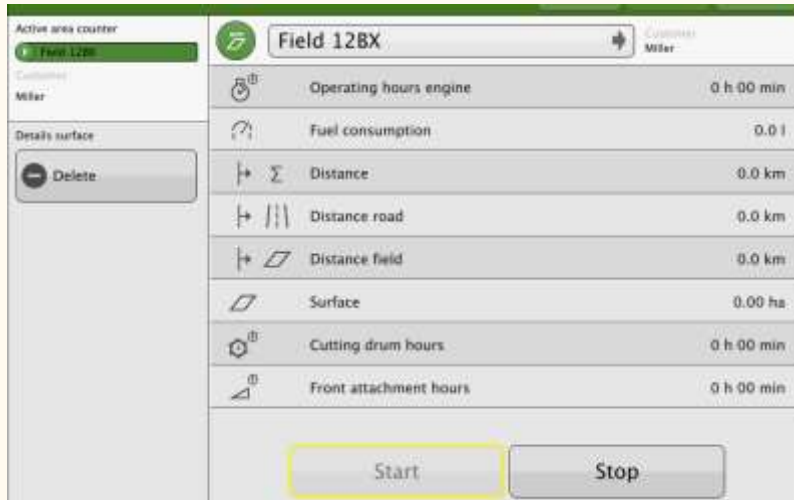 Active area counter
Field 12BX
Customer
Miller
Details surface
Delete
Field 12BX
Customer
Miller
Operating hours engine 0 h 00 min
Fuel consumption 0.0 l
Σ Distance 0.0 km
Distance road 0.0 km
Distance field 0.0 km
Surface 0.00 ha
Cutting drum hours 0 h 00 min
Front attachment hours 0 h 00 min
Start Stop